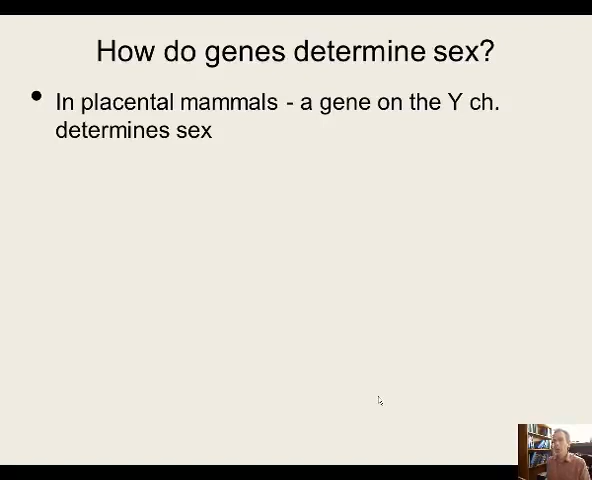 How do genes determine sex?
• In placental mammals - a gene on the Y ch.
determines sex